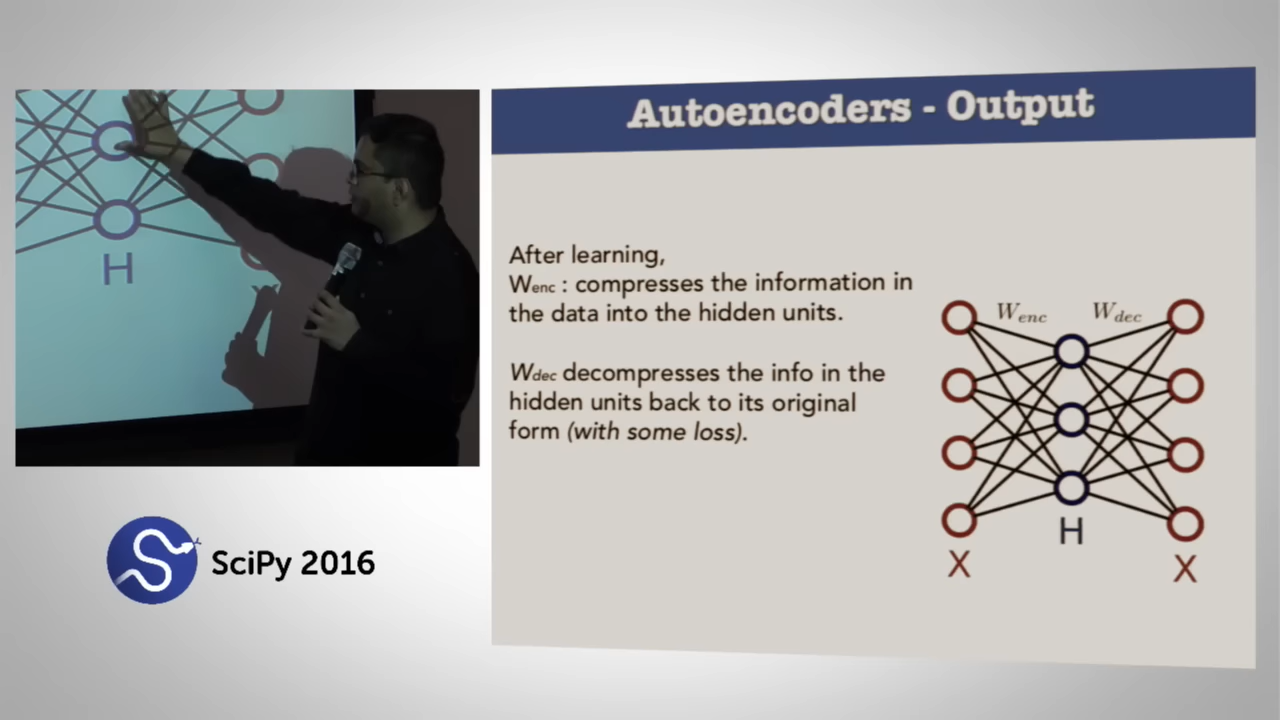 Autoencoders - Output
After learning,
Wenc : compresses the information in
the data into the hidden units.
Wdec decompresses the info in the
hidden units back to its original
form (with some loss).
Wenc Wdec
H
X X
H
SciPy 2016